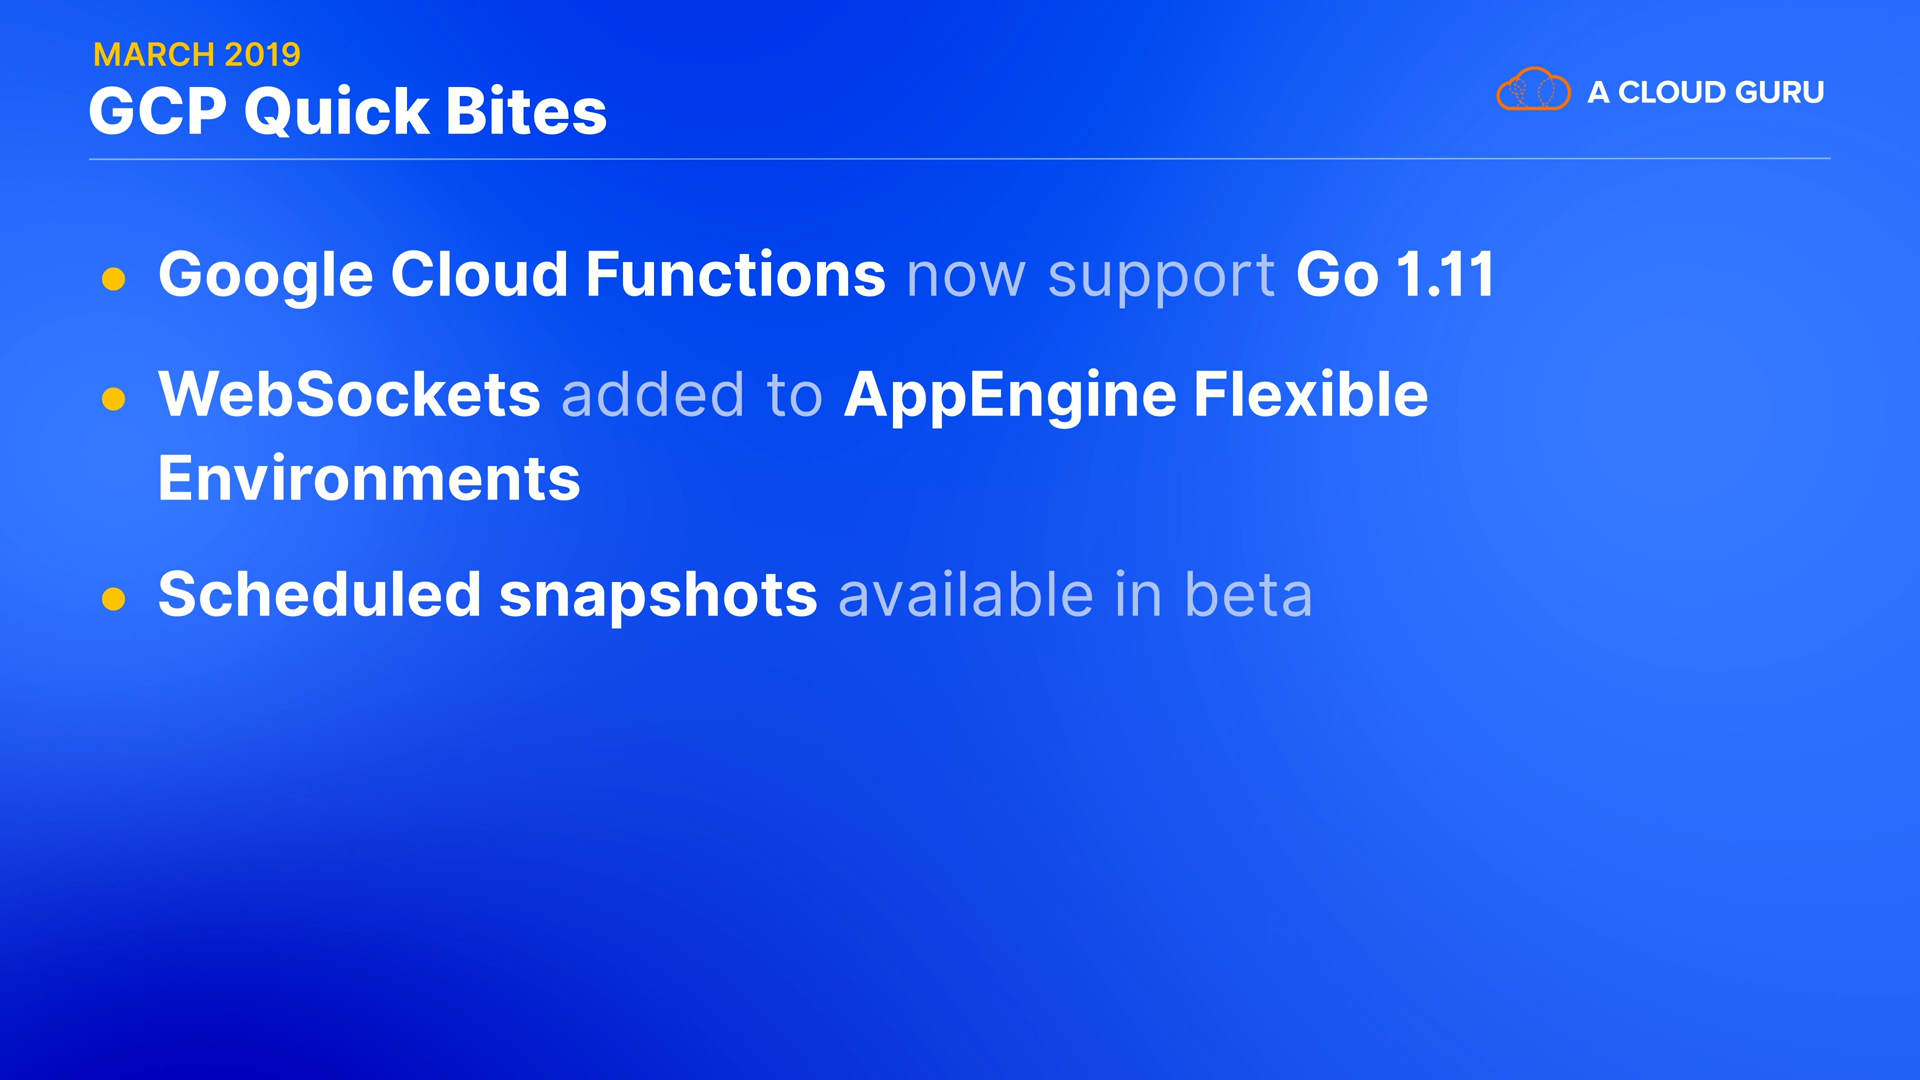 MARCH 2019
GCP Quick Bites
A CLOUD GURU
Google Cloud Functions now support Go 1.11
WebSockets added to AppEngine Flexible
Environments
Scheduled snapshots available in beta